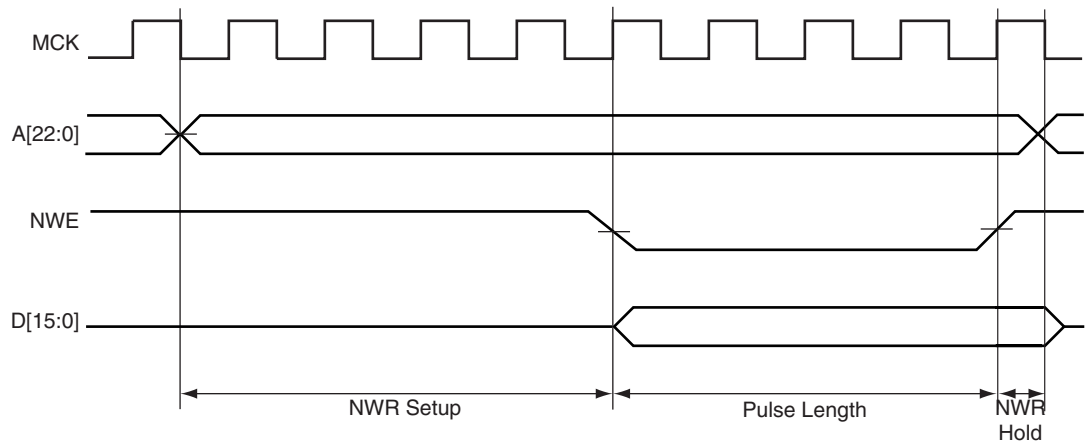 MCK
A[22:0]
NWE
D[15:0]
NWR Setup
Pulse Length
NWR
Hold